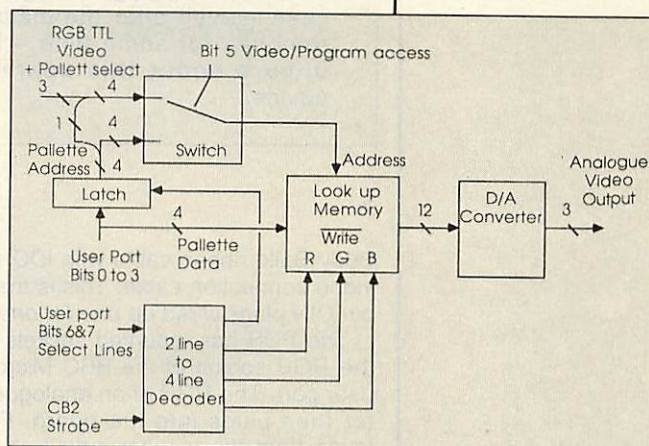 RGB TTL
Video
+ Pallett select
Bit 5 Video/Program access
3
4
1
4
4
Pallette
Address
Switch
Latch
Address
Look up
Memory
Write
R G B
12
D/A
Converter
3
Analogue
Video
Output
4
Pallette
Data
User Port
Bits 0 to 3
User port
Bits 6&7
Select Lines
2 line
to
4 line
Decoder
CB2
Strobe